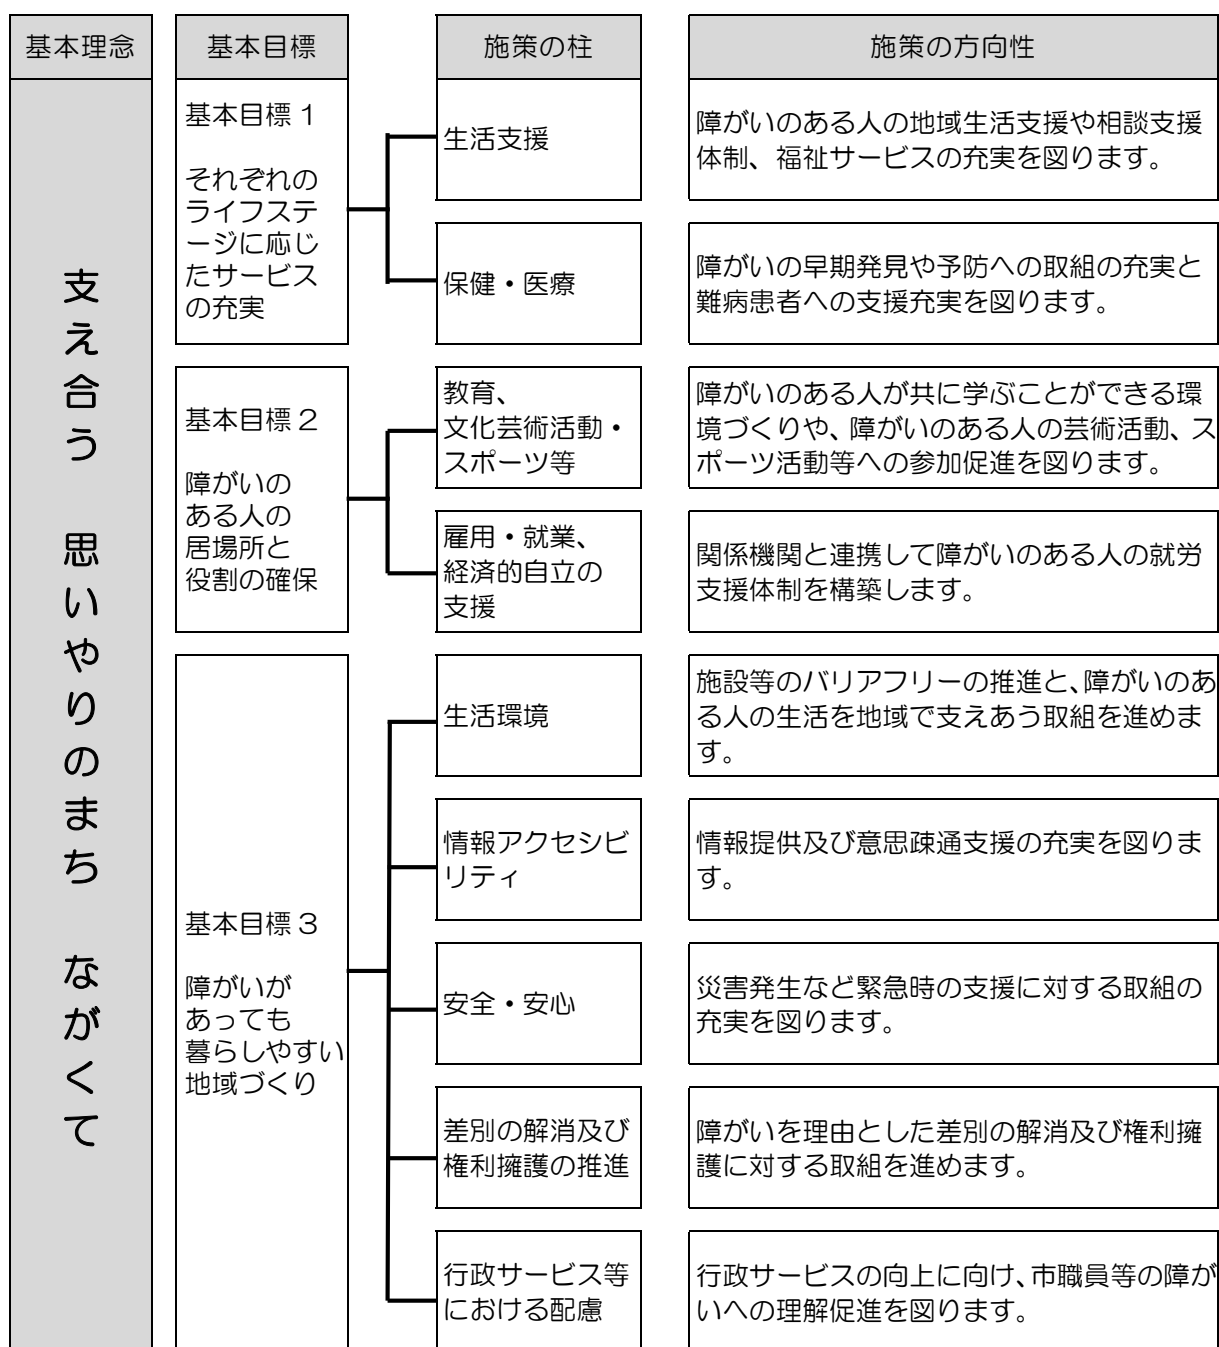 基本理念
基本目標
施策の柱
施策の方向性
支え合う 思いやりのまち ながくて
基本目標1
それぞれの
ライフステ
ージに応じ
たサービス
の充実
生活支援
障がいのある人の地域生活支援や相談支援
体制、福祉サービスの充実を図ります。
保健・医療
障がいの早期発見や予防への取組の充実と
難病患者への支援充実を図ります。
基本目標2
障がいの
ある人の
居場所と
役割の確保
教育、
文化芸術活動・
スポーツ等
障がいのある人が共に学ぶことができる環
境づくりや、障がいのある人の芸術活動、ス
ポーツ活動等への参加促進を図ります。
雇用・就業、
経済的自立の
支援
関係機関と連携して障がいのある人の就労
支援体制を構築します。
基本目標3
障がいが
あっても
暮らしやすい
地域づくり
生活環境
施設等のバリアフリーの推進と、障がいのあ
る人の生活を地域で支えあう取組を進めま
す。
情報アクセシビ
リティ
情報提供及び意思疎通支援の充実を図りま
す。
安全・安心
災害発生など緊急時の支援に対する取組の
充実を図ります。
差別の解消及び
権利擁護の推進
障がいを理由とした差別の解消及び権利擁
護に対する取組を進めます。
行政サービス等
における配慮
行政サービスの向上に向け、市職員等の障が
いへの理解促進を図ります。